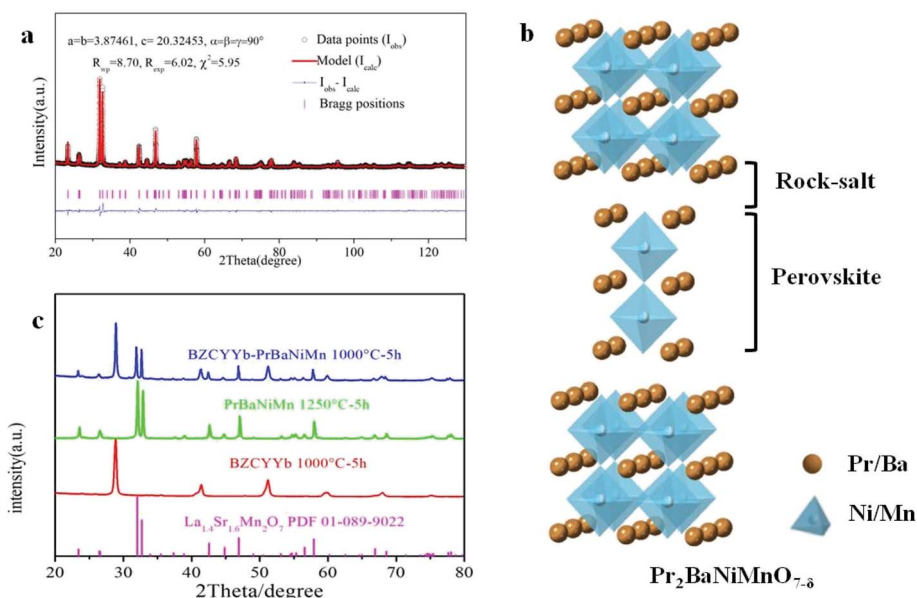 a
a=b=3.87461, c= 20.32453, α=β=γ=90°
R_wp=8.70, R_exp=6.02, χ²=5.95
Data points (I_obs)
Model (I_calc)
I_obs- I_calc
Bragg positions
Intensity(a.u.)
20 40 60 80 100 120
2Theta(degree)
b
Rock-salt
Perovskite
Pr/Ba
Ni/Mn
Pr₂BaNiMnO₇₋δ
c
BZCYYb-PrBaNiMn 1000°C-5h
PrBaNiMn 1250°C-5h
BZCYYb 1000°C-5h
La₁.₄Sr₁.₆Mn₂O₇ PDF 01-089-9022
intensity(a.u.)
20 30 40 50 60 70 80
2Theta/degree